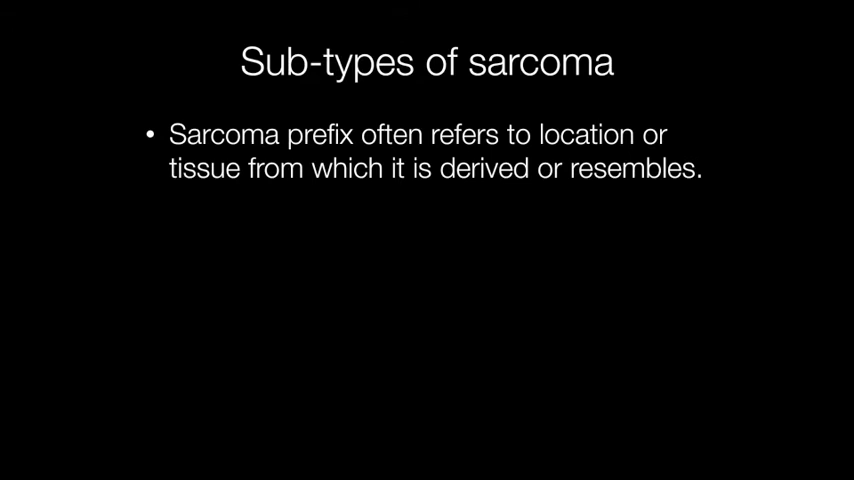 Sub-types of sarcoma
• Sarcoma prefix often refers to location or
tissue from which it is derived or resembles.